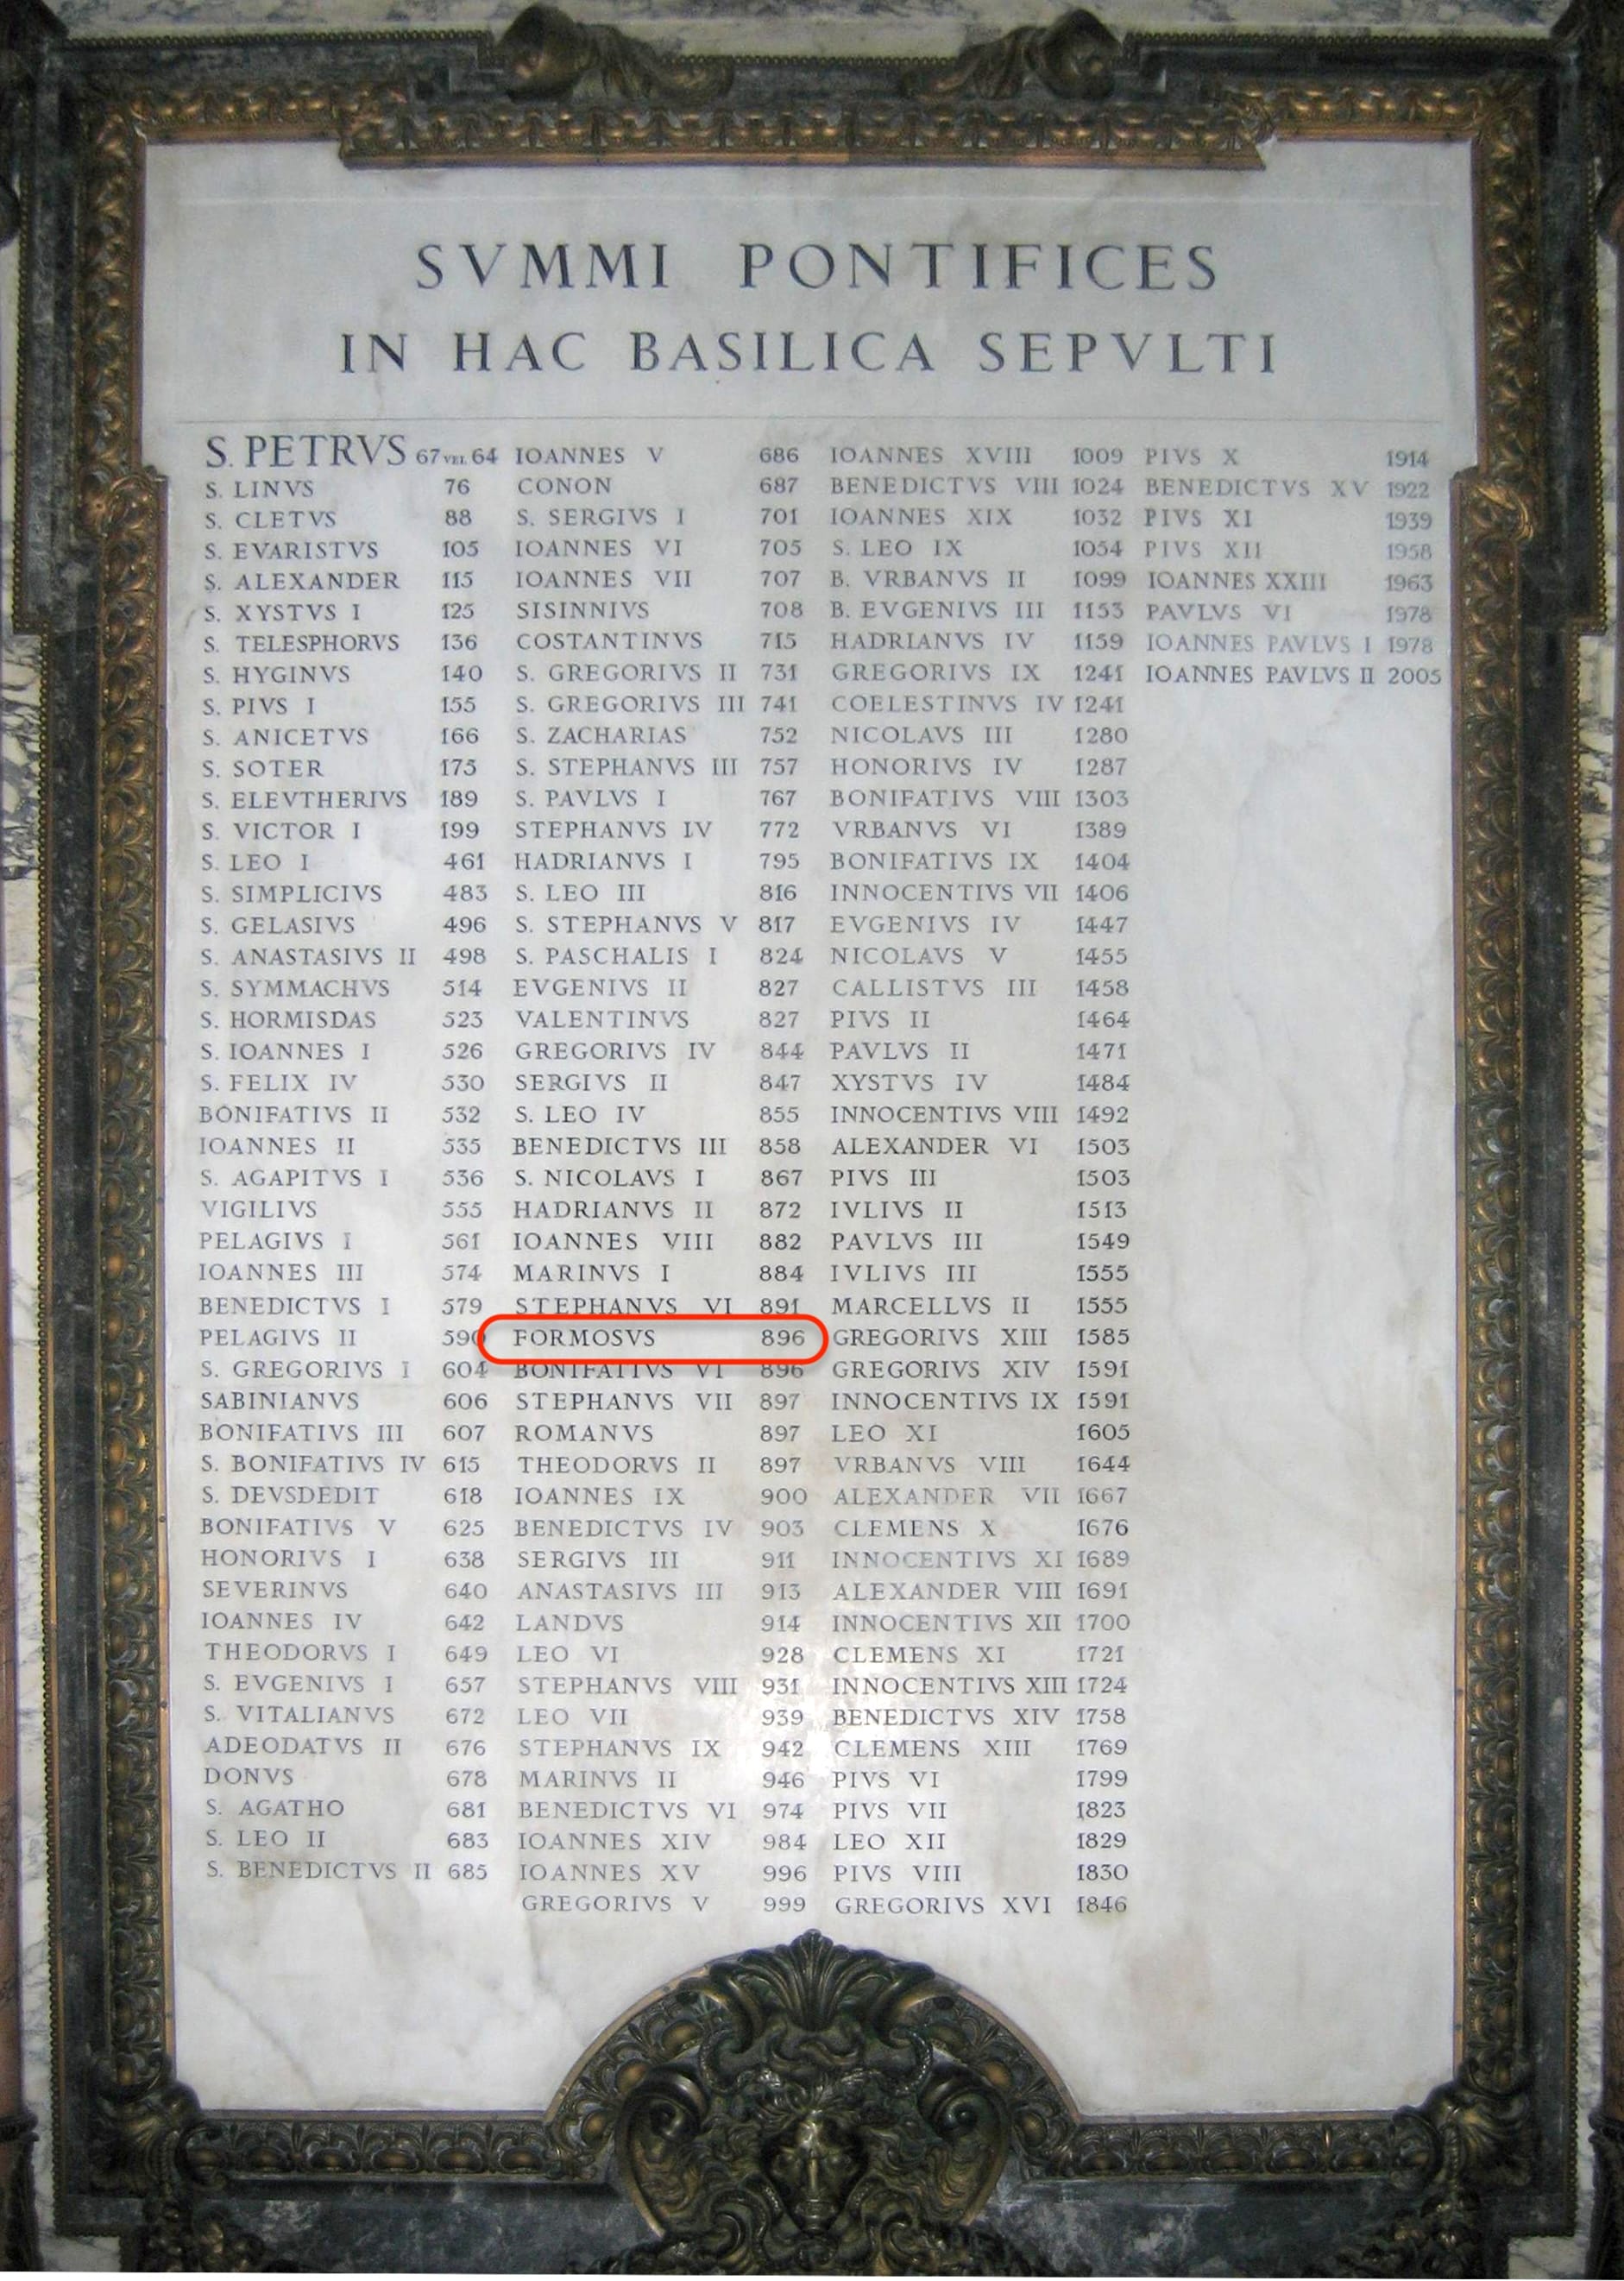 SVMMI PONTIFICES
IN HAC BASILICA SEPVLTI
S. PETRVS 67 VEL 64
S. LINVS 76
S. CLETVS 88
S. EVARISTVS 105
S. ALEXANDER 115
S. XYSTVS I 125
S. TELESPHORVS 136
S. HYGINVS 140
S. PIVS I 155
S. ANICETVS 166
S. SOTER 175
S. ELEVTHERIVS 189
S. VICTOR I 199
S. LEO I 461
S. SIMPLICIVS 483
S. GELASIVS 496
S. ANASTASIVS II 498
S. SYMMACHVS 514
S. HORMISDAS 523
S. IOANNES I 526
S. FELIX IV 530
BONIFATIVS II 532
IOANNES II 535
S. AGAPITVS I 536
VIGILIVS 555
PELAGIVS I 561
IOANNES III 574
BENEDICTVS I 579
PELAGIVS II 590
S. GREGORIVS I 604
SABINIANVS 606
BONIFATIVS III 607
S. BONIFATIVS IV 615
S. DEVSDEDIT 618
BONIFATIVS V 625
HONORIVS I 638
SEVERINVS 640
IOANNES IV 642
THEODORVS I 649
S. EVGENIVS I 657
S. VITALIANVS 672
ADEODATVS II 676
DONVS 678
S. AGATHO 681
S. LEO II 683
S. BENEDICTVS II 685
IOANNES V 686
CONON 687
S. SERGIVS I 701
IOANNES VI 705
IOANNES VII 707
SISINNIVS 708
COSTANTINVS 715
S. GREGORIVS II 731
S. GREGORIVS III 741
S. ZACHARIAS 752
S. STEPHANVS III 757
S. PAVLVS I 767
STEPHANVS IV 772
HADRIANVS I 795
S. LEO III 816
S. STEPHANVS V 817
S. PASCHALIS I 824
EVGENIVS II 827
VALENTINVS 827
GREGORIVS IV 844
SERGIVS II 847
S. LEO IV 855
BENEDICTVS III 858
S. NICOLAVS I 867
HADRIANVS II 872
IOANNES VIII 882
MARINVS I 884
STEPHANVS VI 891
FORMOSVS 896
BONIFATIVS VI 896
STEPHANVS VII 897
ROMANVS 897
THEODORVS II 897
IOANNES IX 900
BENEDICTVS IV 903
SERGIVS III 911
ANASTASIVS III 913
LANDVS 914
LEO VI 928
STEPHANVS VIII 931
LEO VII 939
STEPHANVS IX 942
MARINVS II 946
BENEDICTVS VI 974
IOANNES XIV 984
IOANNES XV 996
GREGORIVS V 999
IOANNES XVIII 1009
BENEDICTVS VIII 1024
IOANNES XIX 1032
S. LEO IX 1054
B. VRBANVS II 1099
B. EVGENIVS III 1153
HADRIANVS IV 1159
GREGORIVS IX 1241
COELESTINVS IV 1241
NICOLAVS III 1280
HONORIVS IV 1287
BONIFATIVS VIII 1303
VRBANVS VI 1389
BONIFATIVS IX 1404
INNOCENTIVS VII 1406
EVGENIVS IV 1447
NICOLAVS V 1455
CALLISTVS III 1458
PIVS II 1464
PAVLVS II 1471
XYSTVS IV 1484
INNOCENTIVS VIII 1492
ALEXANDER VI 1503
PIVS III 1503
IVLIVS II 1513
PAVLVS III 1549
IVLIVS III 1555
MARCELLVS II 1555
GREGORIVS XIII 1585
GREGORIVS XIV 1591
INNOCENTIVS IX 1591
LEO XI 1605
VRBANVS VIII 1644
ALEXANDER VII 1667
CLEMENS X 1676
INNOCENTIVS XI 1689
ALEXANDER VIII 1691
INNOCENTIVS XII 1700
CLEMENS XI 1721
INNOCENTIVS XIII 1724
BENEDICTVS XIV 1758
CLEMENS XIII 1769
PIVS VI 1799
PIVS VII 1823
LEO XII 1829
PIVS VIII 1830
GREGORIVS XVI 1846
PIVS X 1914
BENEDICTVS XV 1922
PIVS XI 1939
PIVS XII 1958
IOANNES XXIII 1963
PAVLVS VI 1978
IOANNES PAVLVS I 1978
IOANNES PAVLVS II 2005